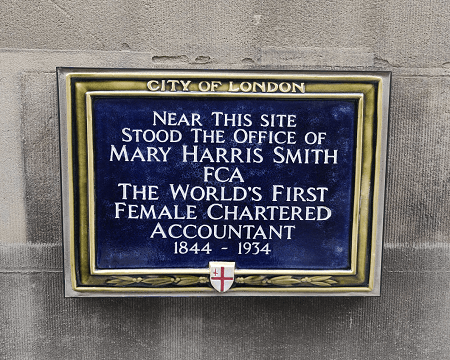 CITY OF LONDON
NEAR THIS SITE
STOOD THE OFFICE OF
MARY HARRIS SMITH
FCA
THE WORLD'S FIRST
FEMALE CHARTERED
ACCOUNTANT
1844 - 1934